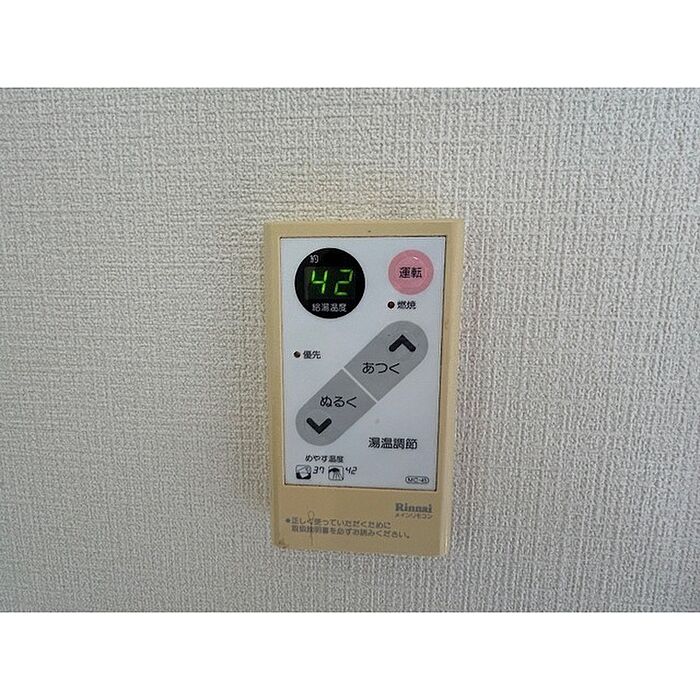 約
42
給湯温度
運転
燃焼
優先
あつく
ぬるく
湯温調節
めやす温度
37 42
MC-45
Rinnai
メインリモコン
●正しく使っていただくために
取扱説明書を必ずお読みください。